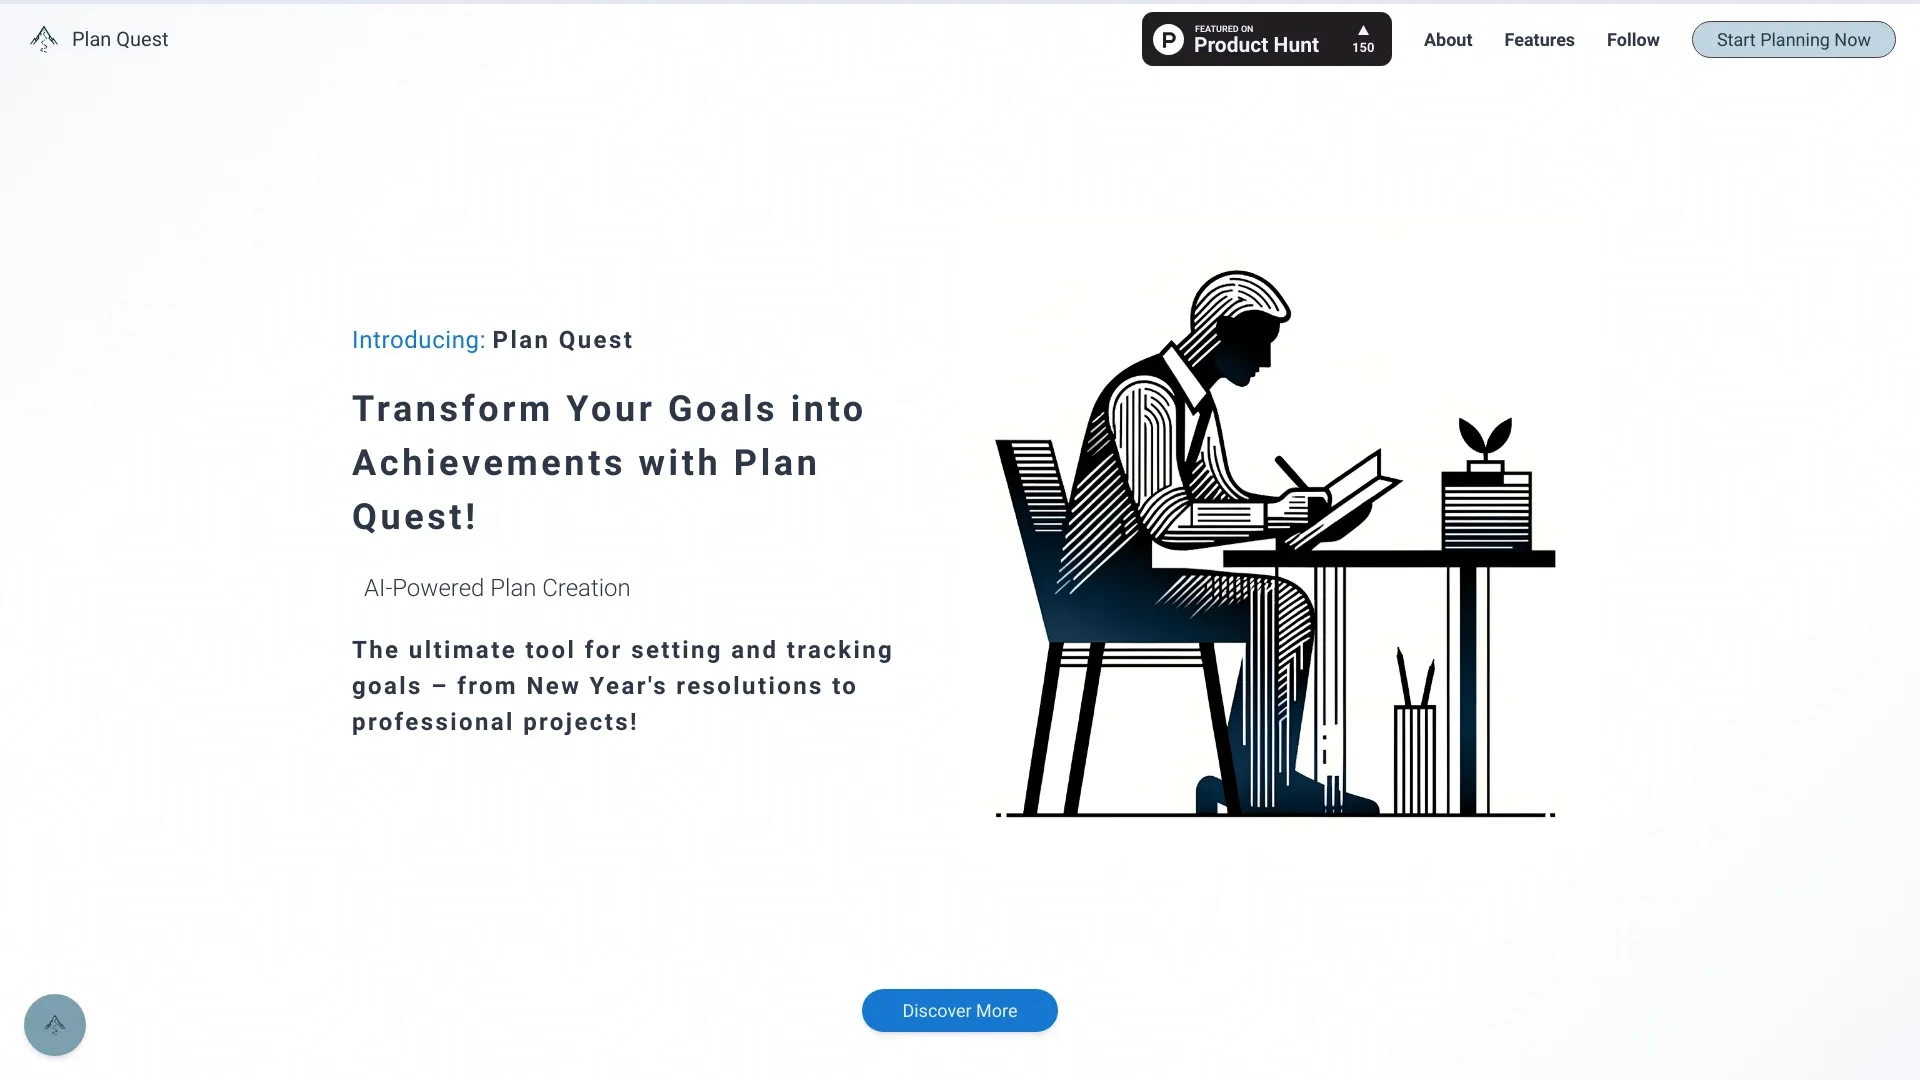 Plan Quest
FEATURED ON
Product Hunt
150
About
Features
Follow
Start Planning Now
Introducing: Plan Quest
Transform Your Goals into
Achievements with Plan
Quest!
AI-Powered Plan Creation
The ultimate tool for setting and tracking
goals – from New Year's resolutions to
professional projects!
Discover More